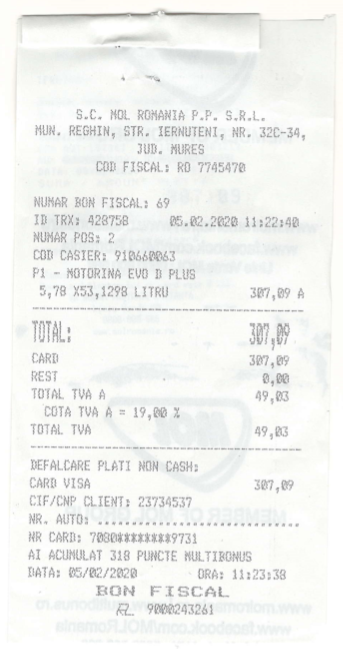 S.C. MOL ROMANIA P.P. S.R.L.
MUN. REGHIN, STR. IERNUTENI, NR. 32C-34,
JUD. MURES
COD FISCAL: RO 7745470
NUMAR BON FISCAL: 69
ID TRX: 428758 05.02.2020 11:22:40
NUMAR POS: 2
COD CASIER: 910660063
P1 - MOTORINA EVO D PLUS
5,78 X53,1298 LITRU 307,09 A
TOTAL: 307,09
CARD 307,09
REST 0,00
TOTAL TVA A 49,03
COTA TVA A = 19,00 %
TOTAL TVA 49,03
DEFALCARE PLATI NON CASH:
CARD VISA 307,09
CIF/CNP CLIENT: 23734537
NR. AUTO: ..............................
NR CARD: 7080*********9731
AI ACUMULAT 318 PUNCTE MULTIBONUS
DATA: 05/02/2020 ORA: 11:23:38
BON FISCAL
9000243261